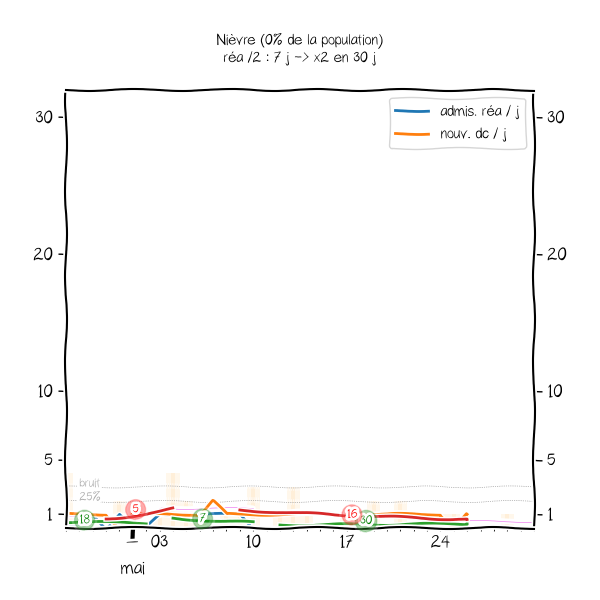 Nièvre (0% de la population)
réa /2 : 7 j -> x2 en 30 j
admis. réa / j
nouv. dc / j
30 30
20 20
10 10
5 5
bruit
25%
1 1
18 5 7 16 30
03 10 17 24
mai